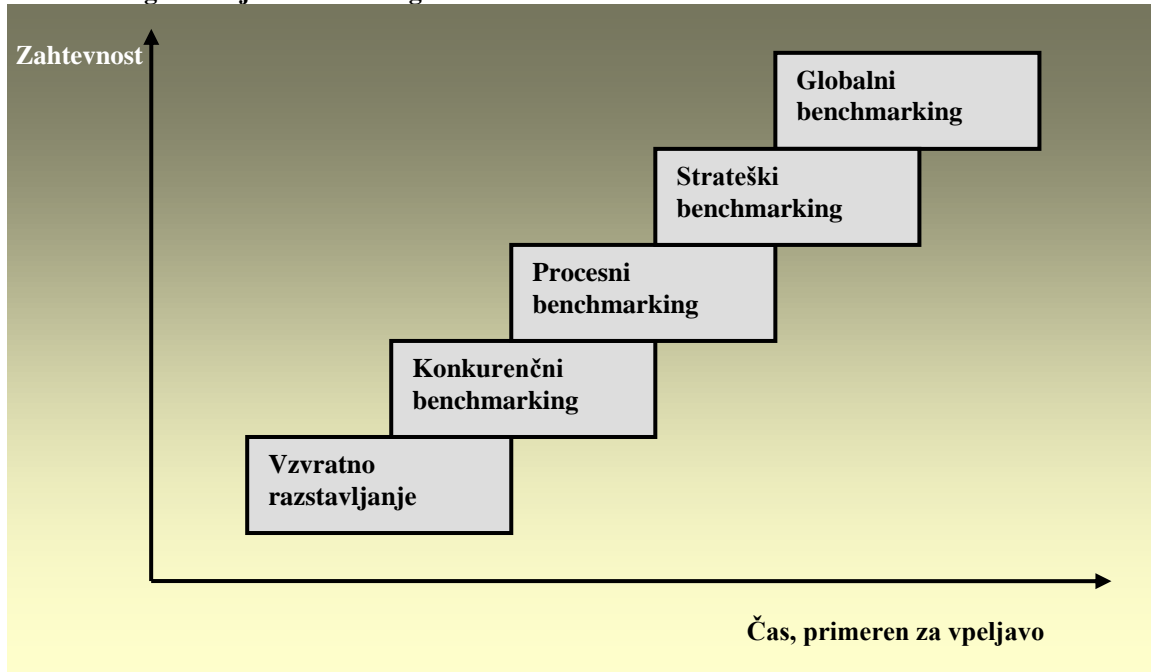 Zahtevnost
Globalni
benchmarking
Strateški
benchmarking
Procesni
benchmarking
Konkurenčni
benchmarking
Vzvratno
razstavljanje
Čas, primeren za vpeljavo